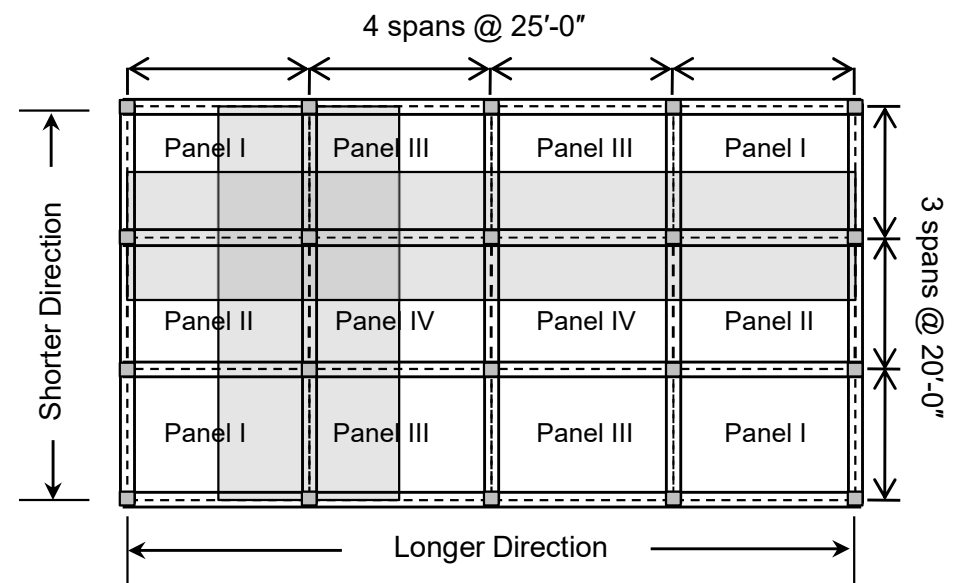 4 spans @ 25′-0″
Panel I
Panel III
Panel III
Panel I
Shorter Direction
3 spans @ 20′-0″
Panel II
Panel IV
Panel IV
Panel II
Panel I
Panel III
Panel III
Panel I
Longer Direction